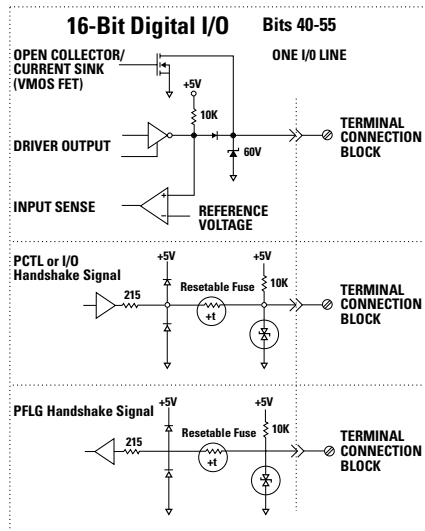 16-Bit Digital I/O Bits 40-55
OPEN COLLECTOR/
CURRENT SINK
(VMOS FET)
ONE I/O LINE
+5V
10K
TERMINAL
CONNECTION
BLOCK
DRIVER OUTPUT
60V
+
INPUT SENSE
–
REFERENCE
VOLTAGE
PCTL or I/O
Handshake Signal
+5V
+5V
Resetable Fuse
10K
215
+t
TERMINAL
CONNECTION
BLOCK
PFLG Handshake Signal
+5V
+5V
Resetable Fuse
10K
215
+t
TERMINAL
CONNECTION
BLOCK